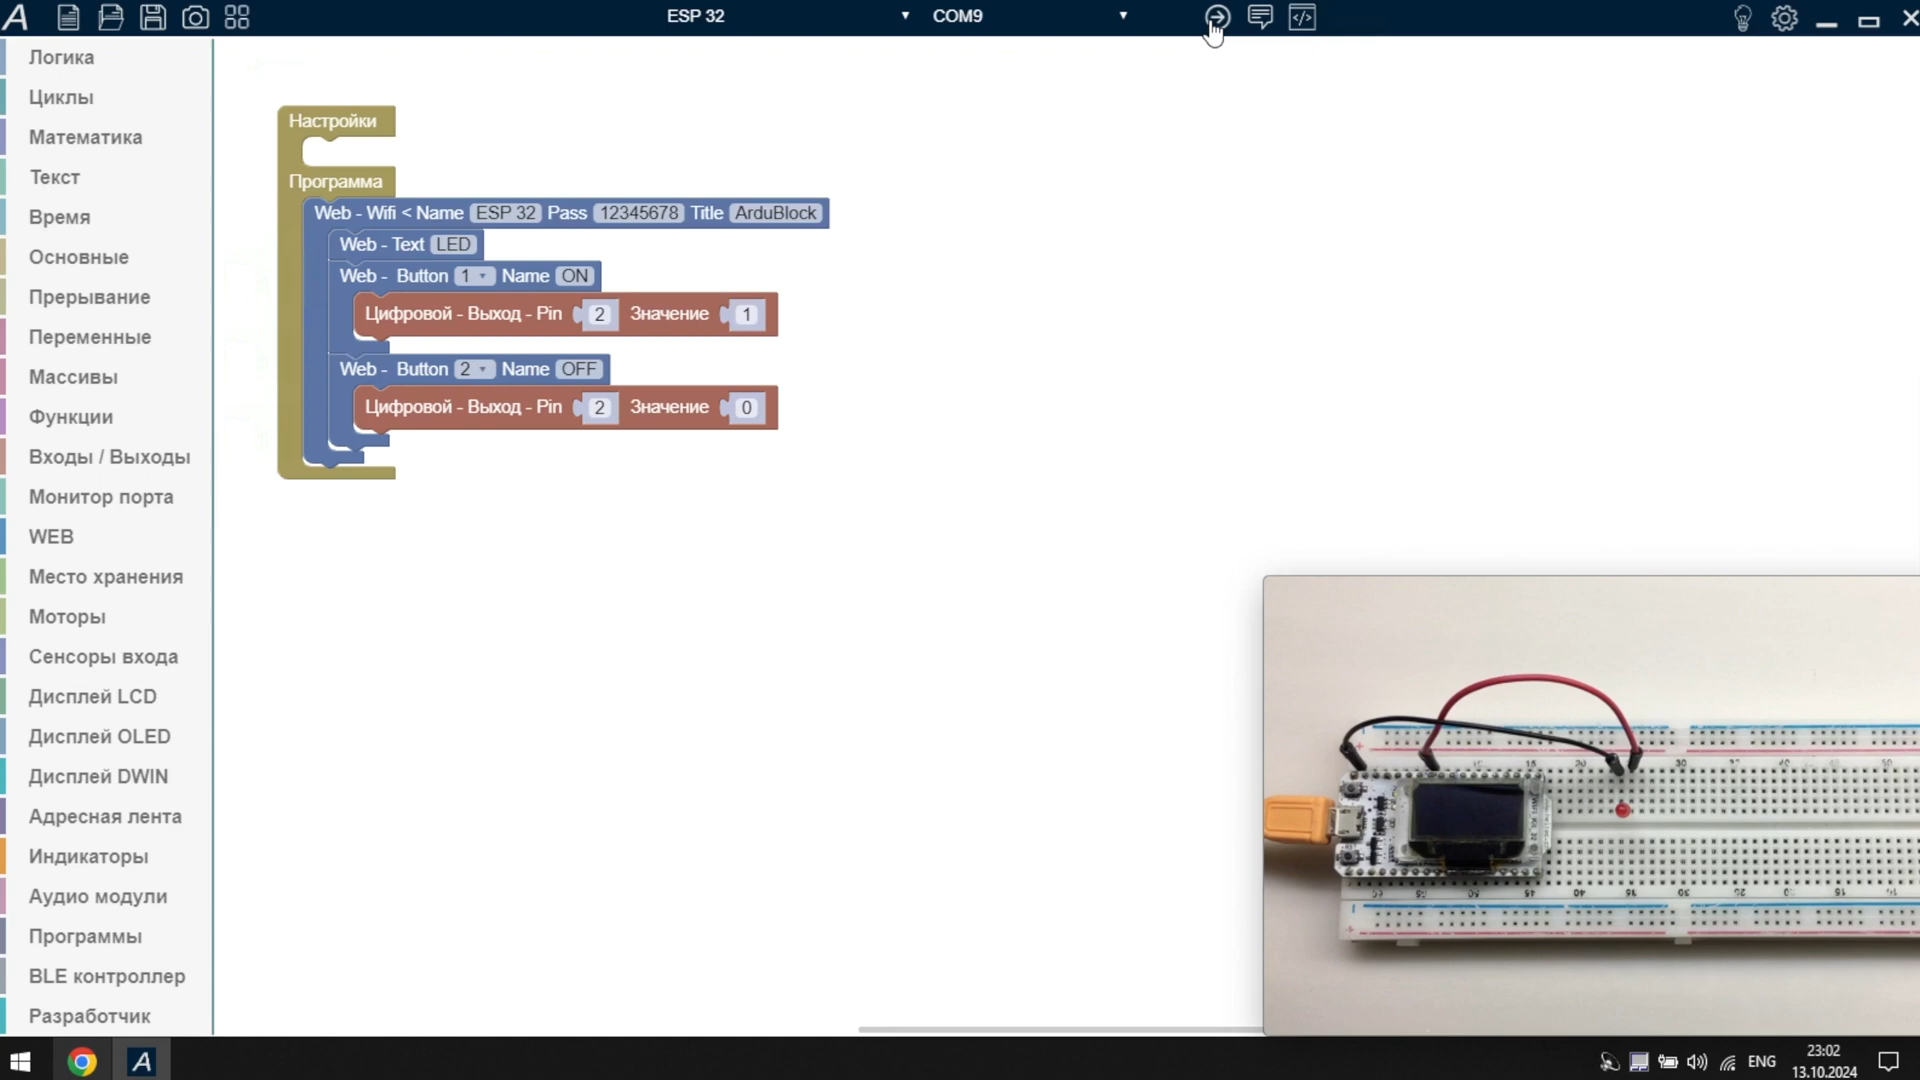 ESP 32
COM9
Логика
Циклы
Математика
Текст
Время
Основные
Прерывание
Переменные
Массивы
Функции
Входы / Выходы
Монитор порта
WEB
Место хранения
Моторы
Сенсоры входа
Дисплей LCD
Дисплей OLED
Дисплей DWIN
Адресная лента
Индикаторы
Аудио модули
Программы
BLE контроллер
Разработчик
Настройки
Программа
Web - Wifi < Name ESP 32 Pass 12345678 Title ArduBlock
Web - Text LED
Web - Button 1 Name ON
Цифровой - Выход - Pin 2 Значение 1
Web - Button 2 Name OFF
Цифровой - Выход - Pin 2 Значение 0
ENG
23:02
13.10.2024